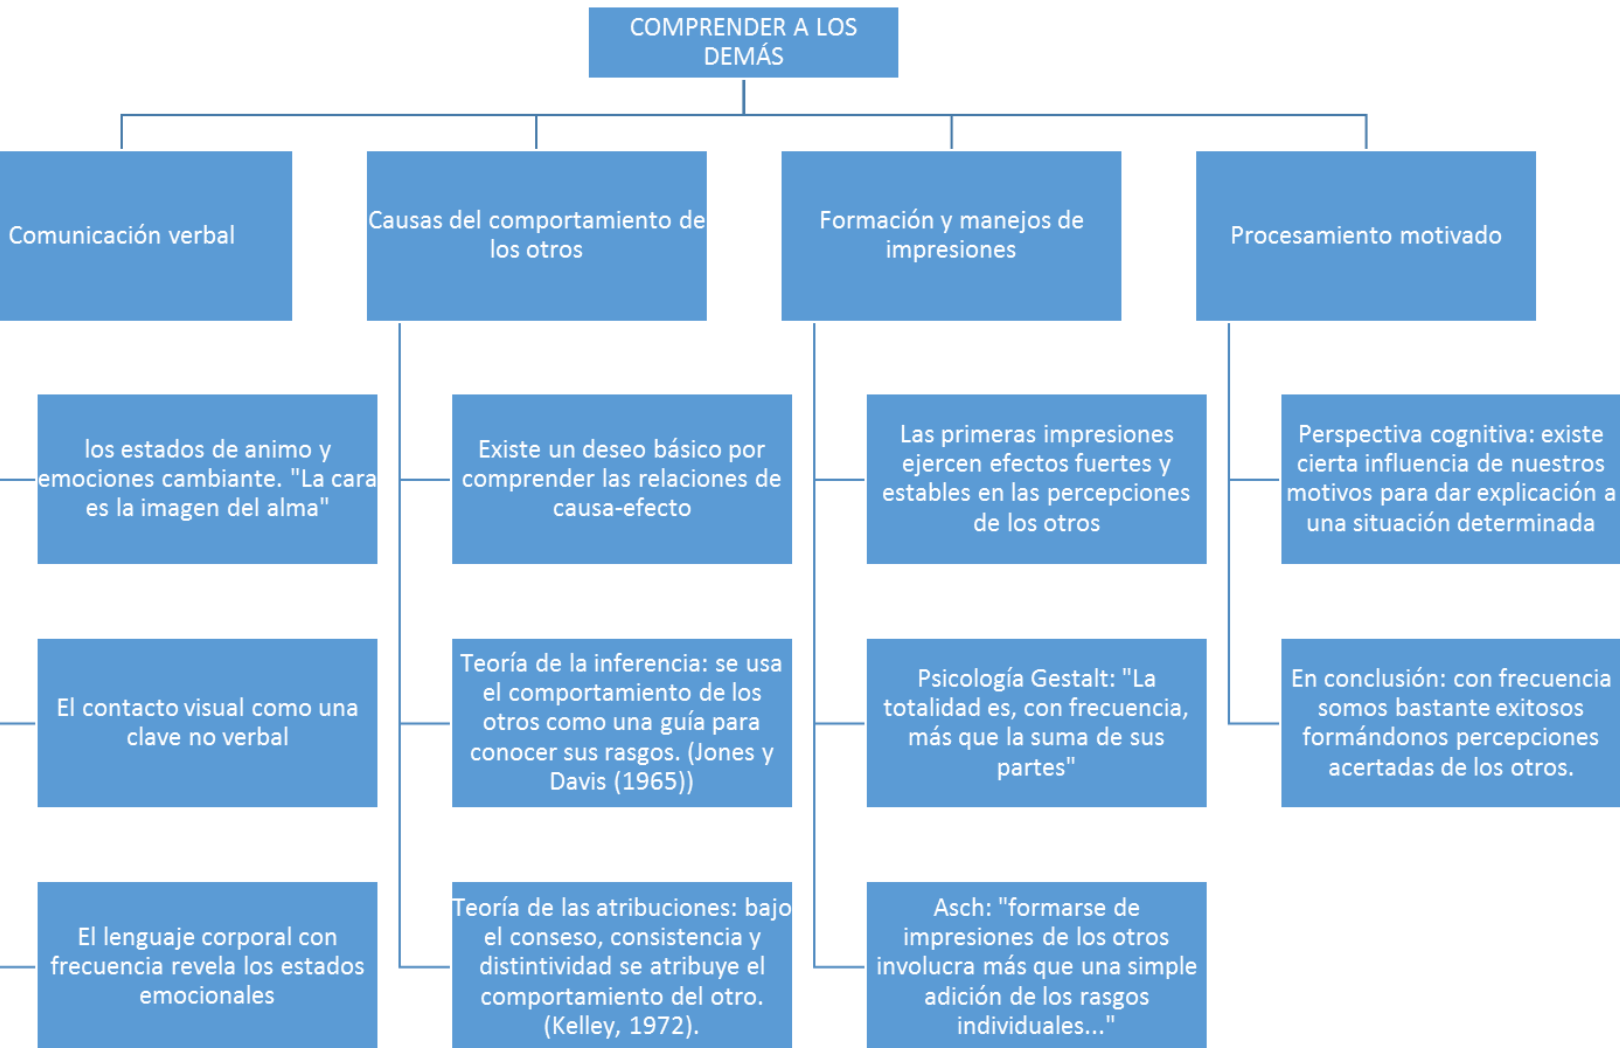 COMPRENDER A LOS
DEMÁS
Comunicación verbal
Causas del comportamiento de
los otros
Formación y manejos de
impresiones
Procesamiento motivado
los estados de animo y
emociones cambiante. "La cara
es la imagen del alma"
El contacto visual como una
clave no verbal
El lenguaje corporal con
frecuencia revela los estados
emocionales
Existe un deseo básico por
comprender las relaciones de
causa-efecto
Teoría de la inferencia: se usa
el comportamiento de los
otros como una guía para
conocer sus rasgos. (Jones y
Davis (1965))
Teoría de las atribuciones: bajo
el conseso, consistencia y
distintividad se atribuye el
comportamiento del otro.
(Kelley, 1972).
Las primeras impresiones
ejercen efectos fuertes y
estables en las percepciones
de los otros
Psicología Gestalt: "La
totalidad es, con frecuencia,
más que la suma de sus
partes"
Asch: "formarse de
impresiones de los otros
involucra más que una simple
adición de los rasgos
individuales..."
Perspectiva cognitiva: existe
cierta influencia de nuestros
motivos para dar explicación a
una situación determinada
En conclusión: con frecuencia
somos bastante exitosos
formándonos percepciones
acertadas de los otros.